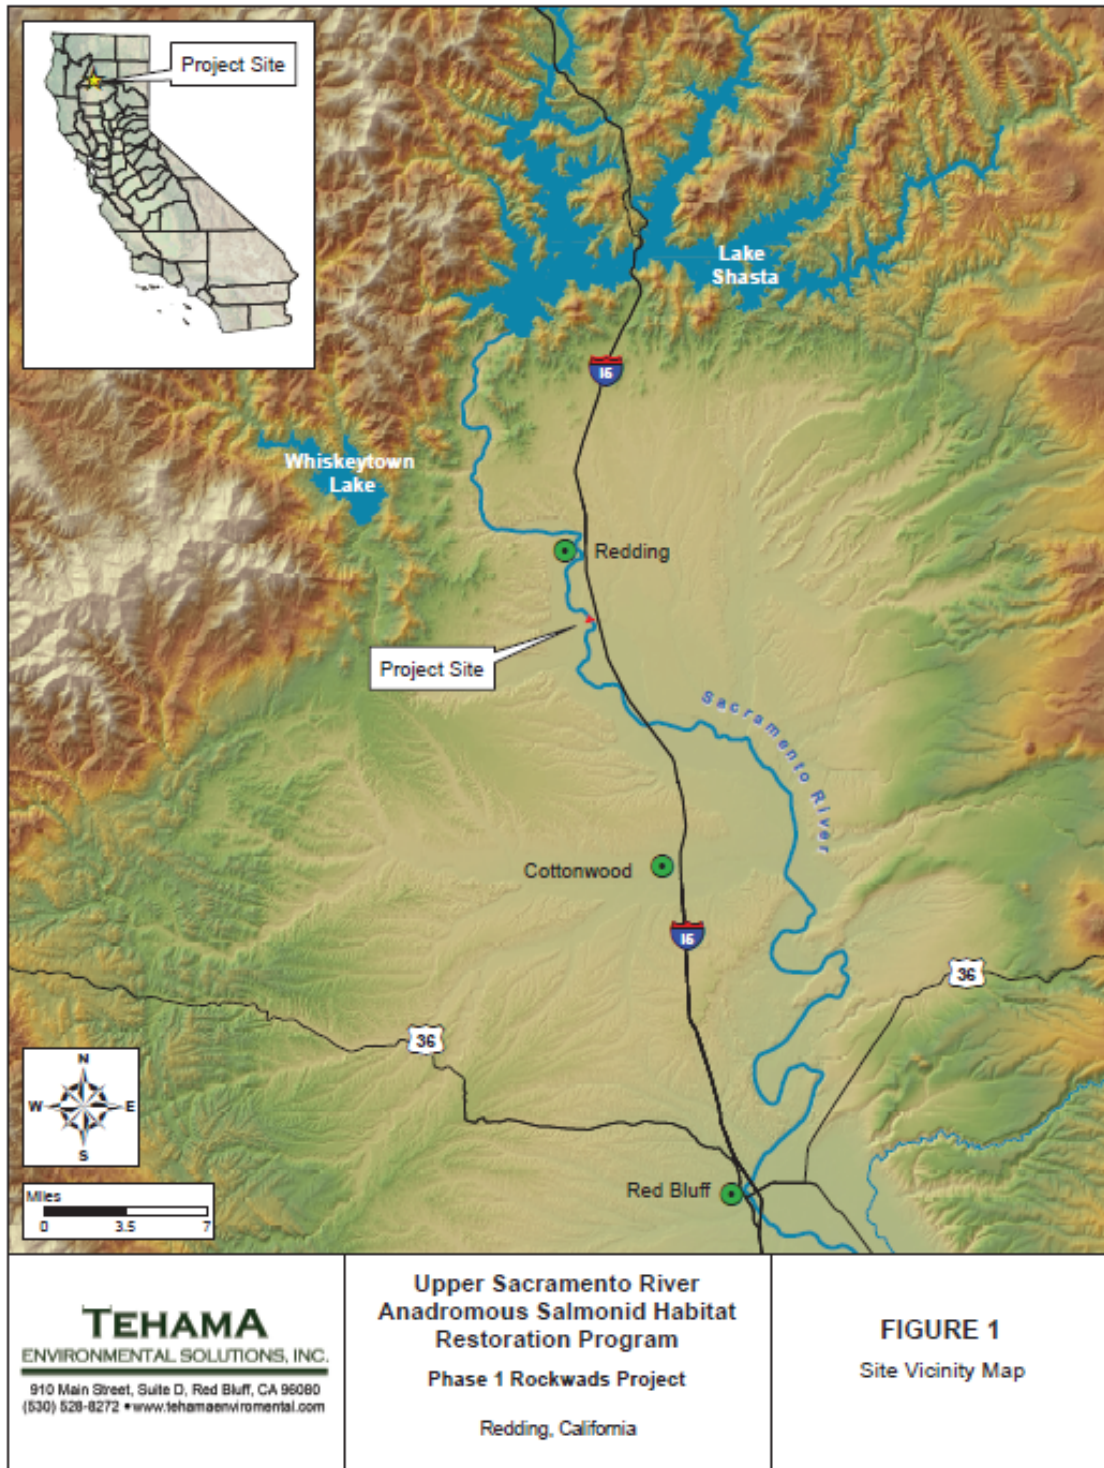 Project Site
Lake
Shasta
16
Whiskeytown
Lake
Redding
Project Site
Sacramento River
Cottonwood
16
36
36
N
W
E
S
Red Bluff
Miles
0 3.5 7
TEHAMA
ENVIRONMENTAL SOLUTIONS, INC.
910 Main Street, Suite D, Red Bluff, CA 96080
(530) 528-8272 • www.tehamaenviromental.com
Upper Sacramento River
Anadromous Salmonid Habitat
Restoration Program
Phase 1 Rockwads Project
Redding, California
FIGURE 1
Site Vicinity Map